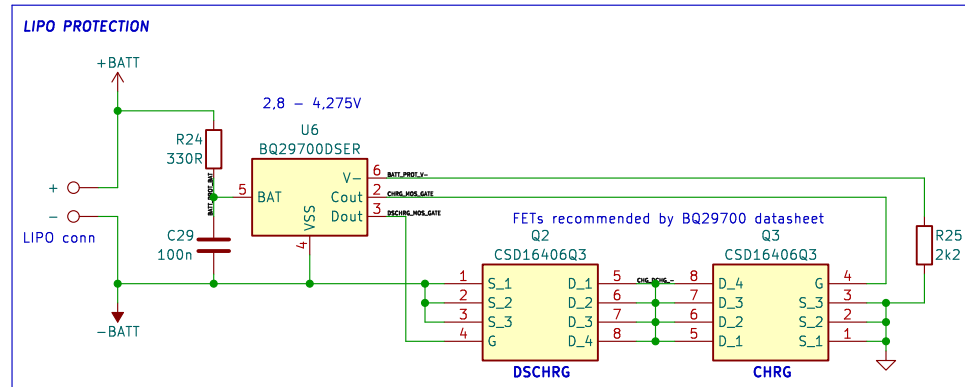 LIPO PROTECTION
+BATT
2,8 - 4,275V
U6
BQ29700DSER
R24
330R
BATT_PROT_BAT
5 BAT
V- 6 BATT_PROT_V-
Cout 2 CHRG_MOS_GATE
Dout 3 DSCHRG_MOS_GATE
VSS
4
+
-
LIPO conn
C29
100n
-BATT
FETs recommended by BQ29700 datasheet
Q2
CSD16406Q3
1 S_1 D_1 5
2 S_2 D_2 6
3 S_3 D_3 7
4 G D_4 8
DSCHRG
CHG_DCHG_-
Q3
CSD16406Q3
8 D_4 G 4
7 D_3 S_3 3
6 D_2 S_2 2
5 D_1 S_1 1
CHRG
R25
2k2